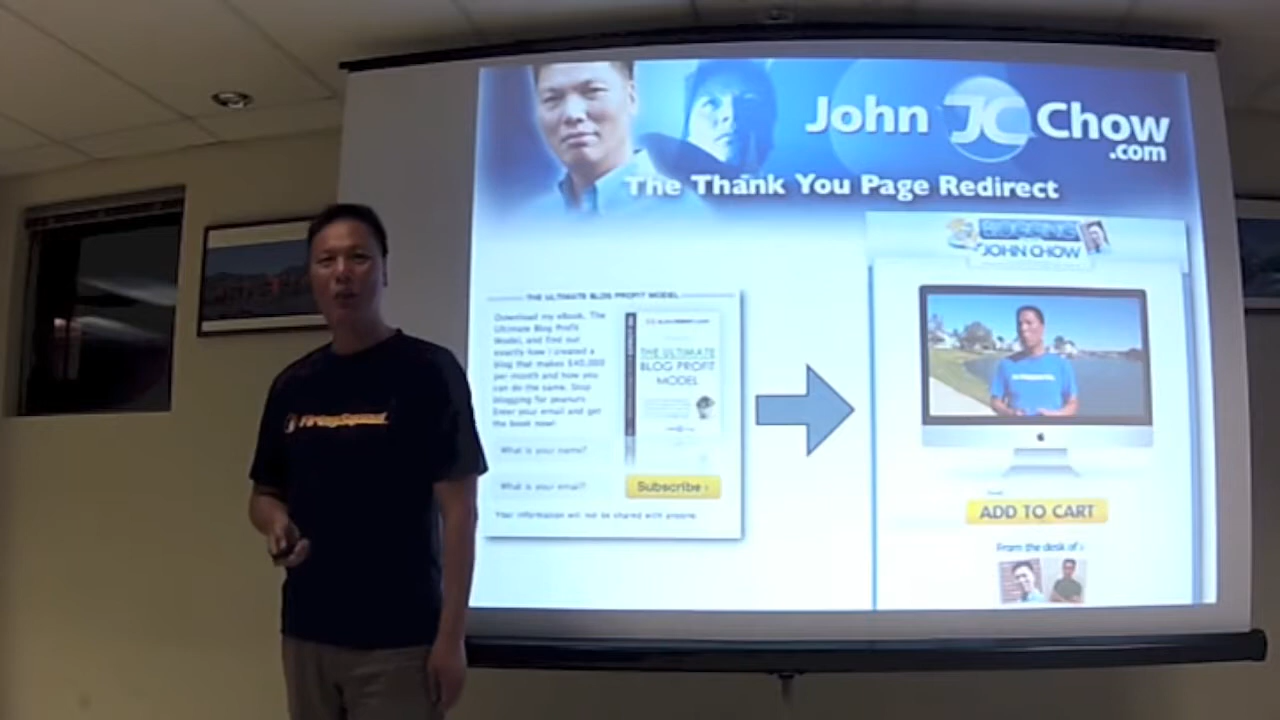 John JC Chow
.com
The Thank You Page Redirect
JOHN CHOW
THE ULTIMATE BLOG PROFIT MODEL
Download my eBook, The
Ultimate Blog Profit
Model, and find out
exactly how I created a
blog that makes $40,000
per month and how you
can do the same. Stop
blogging for peanuts.
Enter your email and get
the book now!
THE ULTIMATE
BLOG PROFIT
MODEL
What is your name?
What is your email?
Subscribe ›
Your information will not be shared with anyone
FiringSquad
ADD TO CART
From the desk of ›